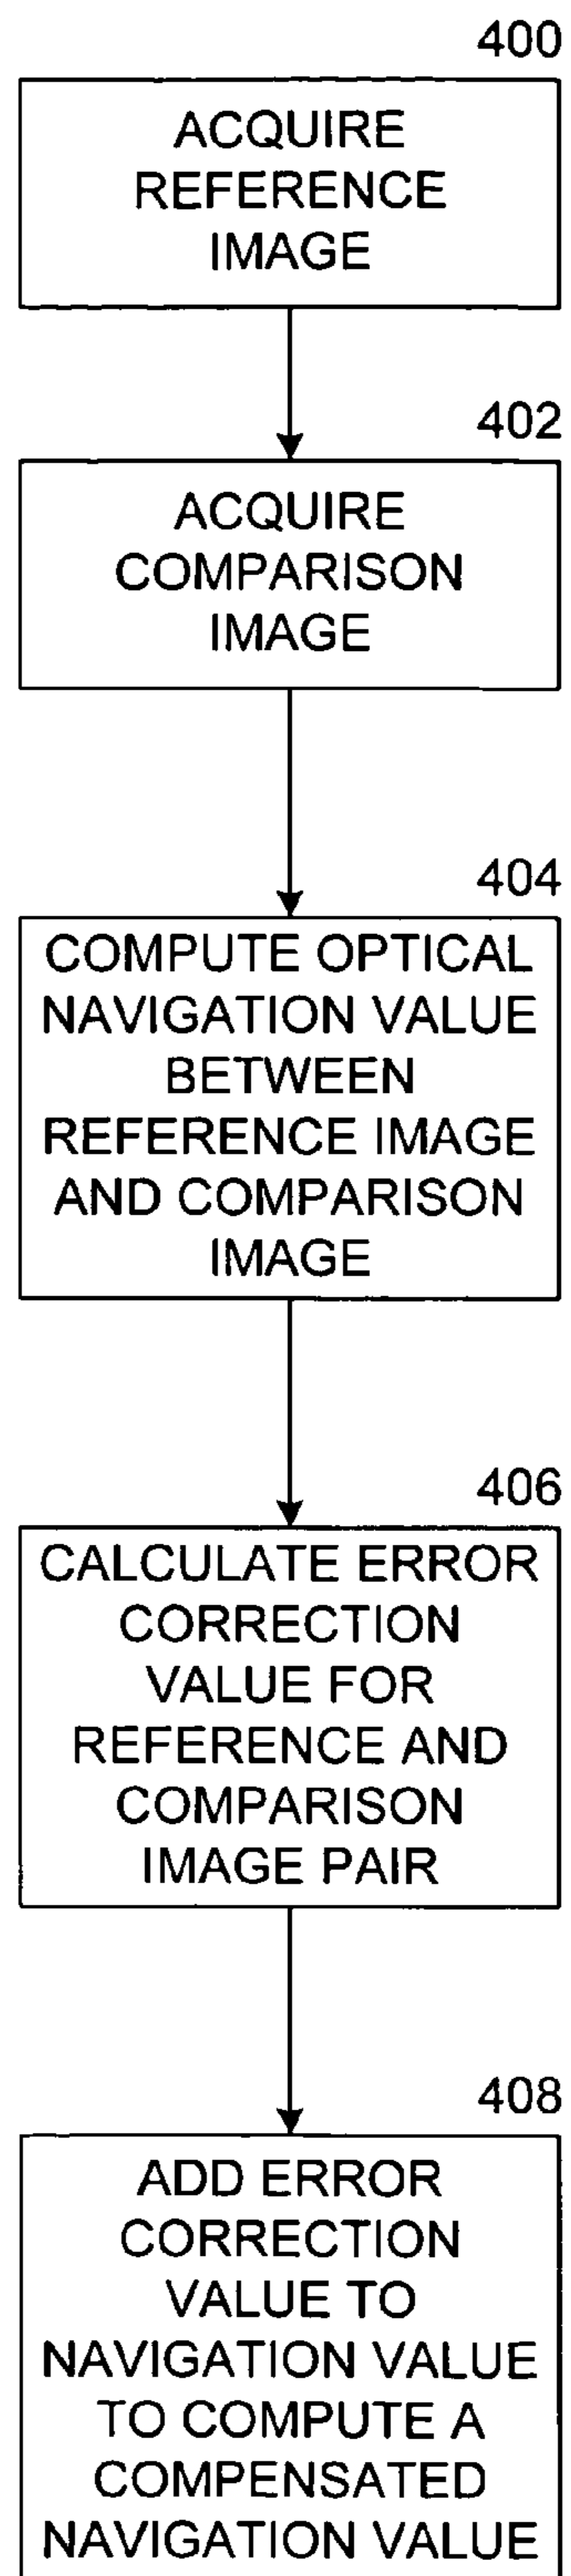 400
ACQUIRE
REFERENCE
IMAGE
402
ACQUIRE
COMPARISON
IMAGE
404
COMPUTE OPTICAL
NAVIGATION VALUE
BETWEEN
REFERENCE IMAGE
AND COMPARISON
IMAGE
406
CALCULATE ERROR
CORRECTION
VALUE FOR
REFERENCE AND
COMPARISON
IMAGE PAIR
408
ADD ERROR
CORRECTION
VALUE TO
NAVIGATION VALUE
TO COMPUTE A
COMPENSATED
NAVIGATION VALUE